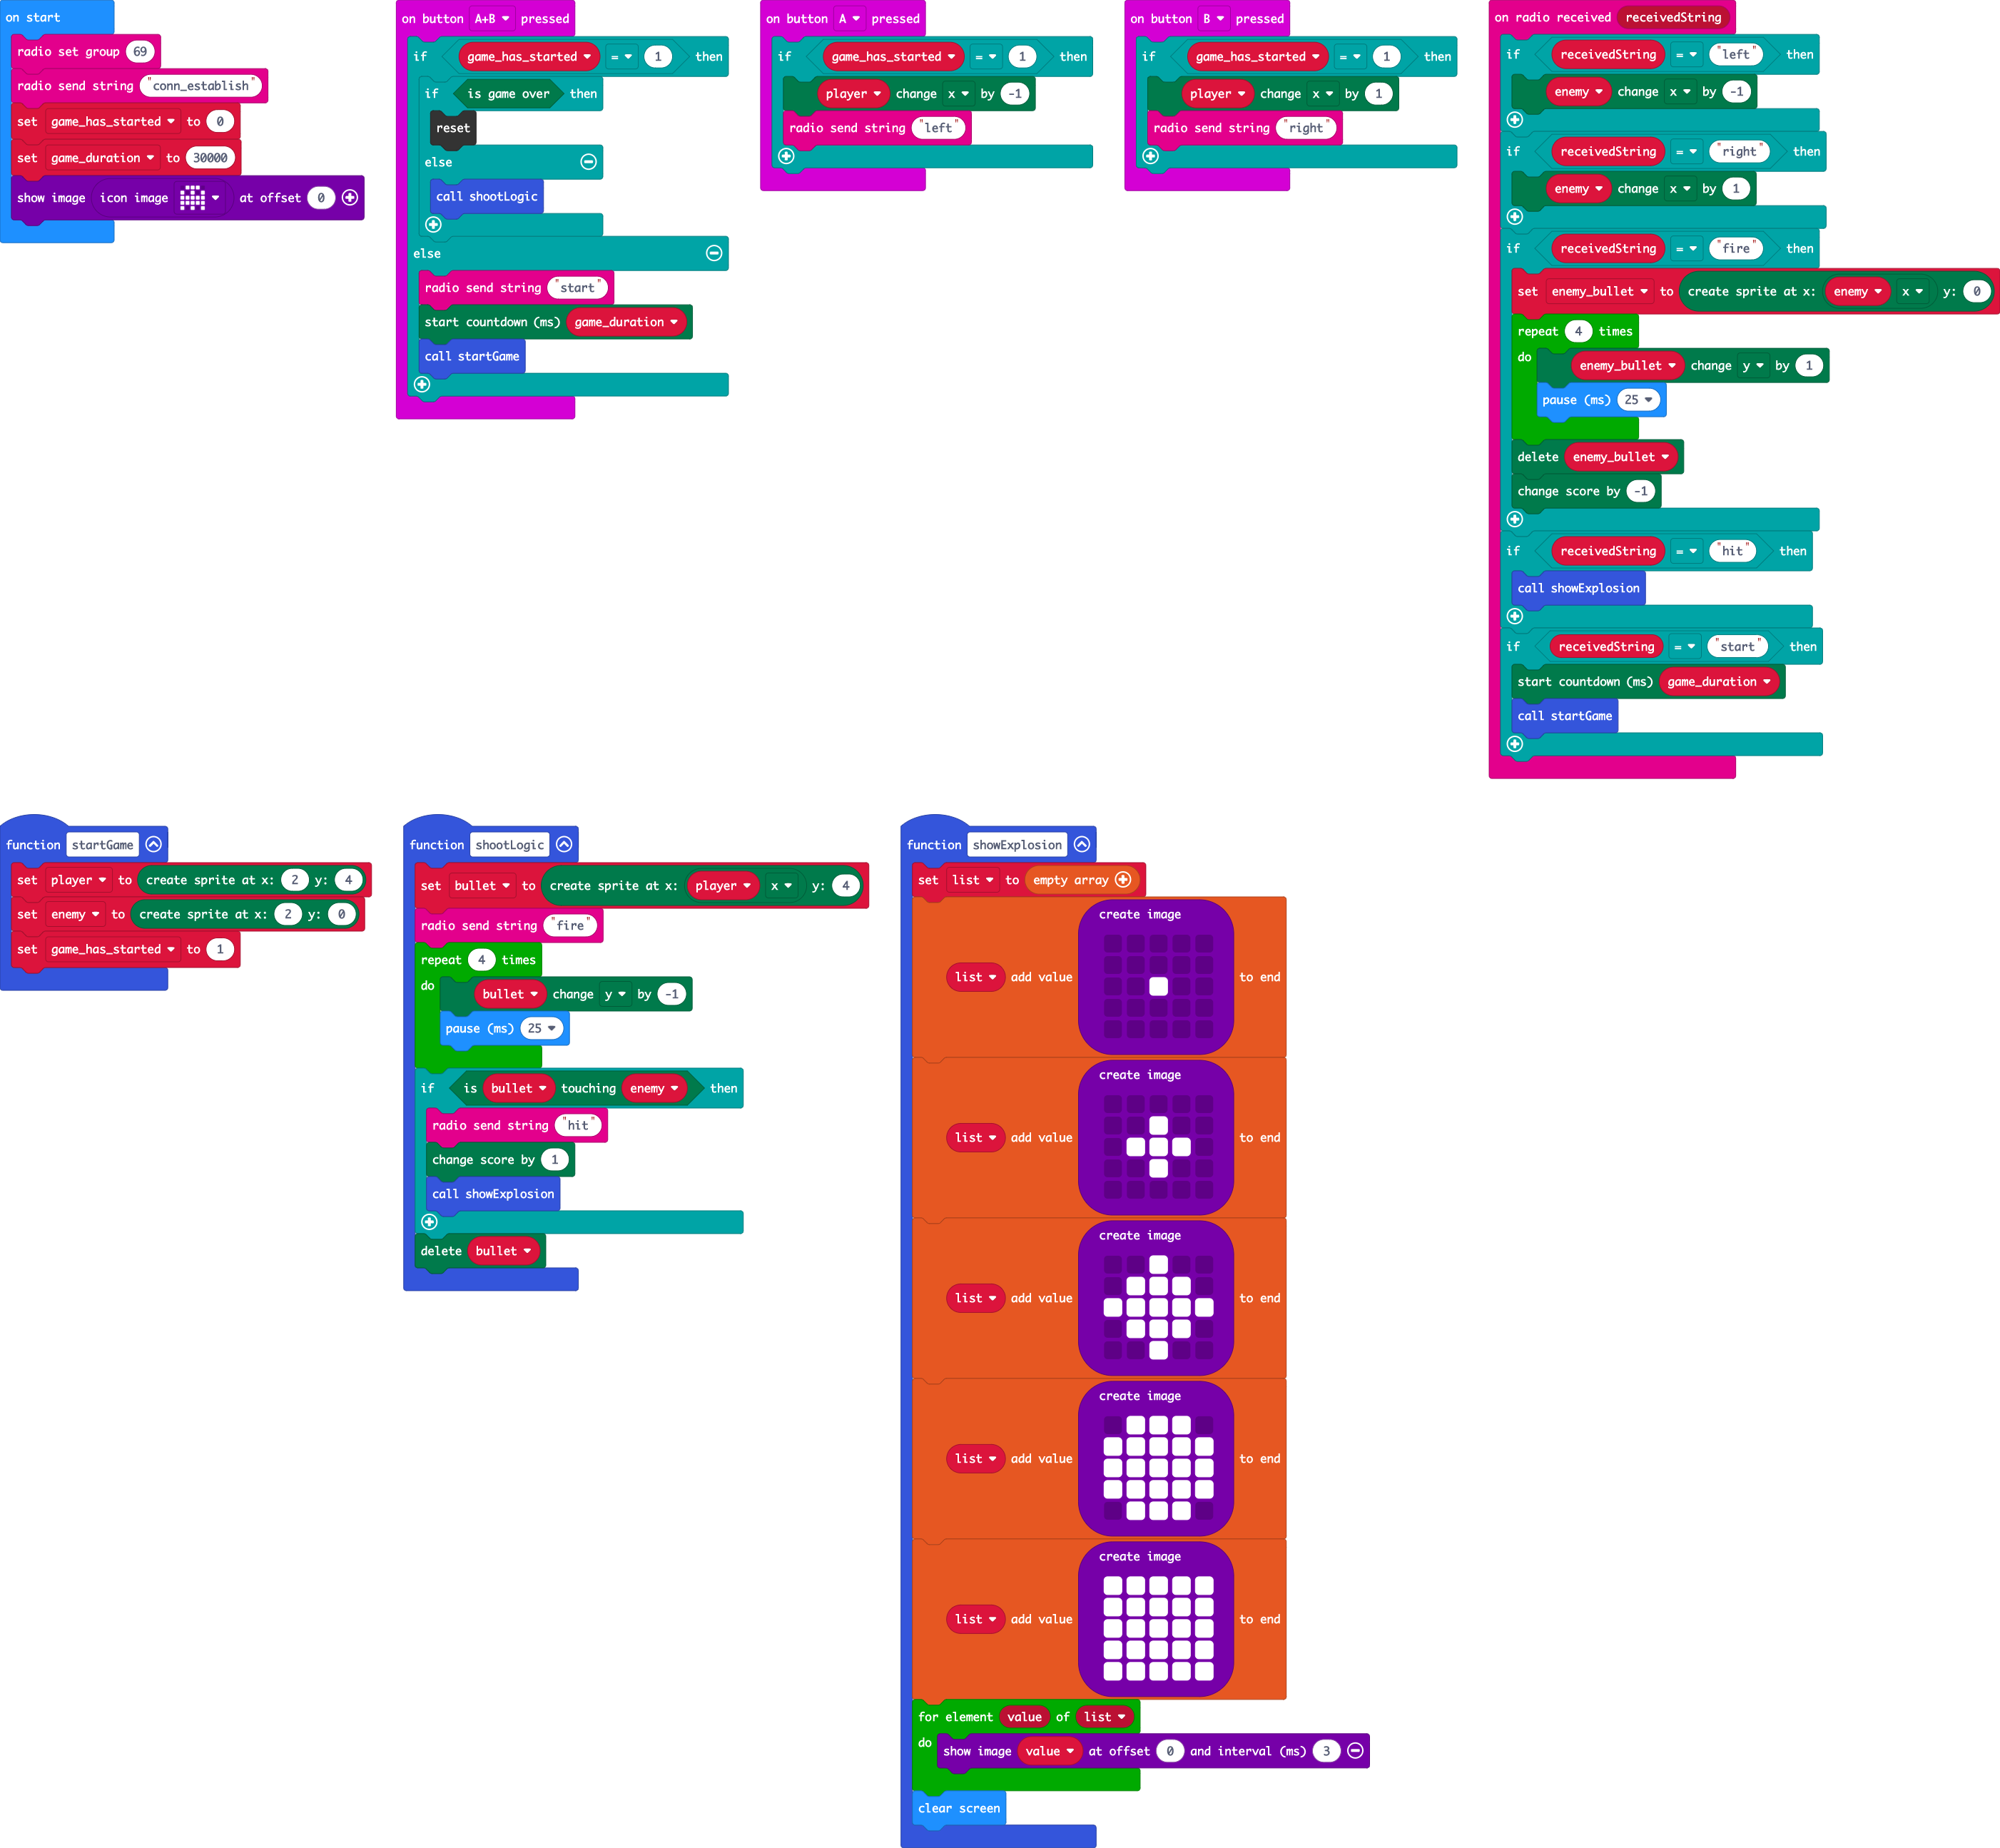 on start
radio set group 69
radio send string "conn_establish"
set game_has_started to 0
set game_duration to 30000
show image icon image at offset 0
on button A+B pressed
if game_has_started = 1 then
if is game over then
reset
else
call shootLogic
else
radio send string "start"
start countdown (ms) game_duration
call startGame
on button A pressed
if game_has_started = 1 then
player change x by -1
radio send string "left"
on button B pressed
if game_has_started = 1 then
player change x by 1
radio send string "right"
on radio received receivedString
if receivedString = "left" then
enemy change x by -1
if receivedString = "right" then
enemy change x by 1
if receivedString = "fire" then
set enemy_bullet to create sprite at x: enemy x y: 0
repeat 4 times
do enemy_bullet change y by 1
pause (ms) 25
delete enemy_bullet
change score by -1
if receivedString = "hit" then
call showExplosion
if receivedString = "start" then
start countdown (ms) game_duration
call startGame
function startGame
set player to create sprite at x: 2 y: 4
set enemy to create sprite at x: 2 y: 0
set game_has_started to 1
function shootLogic
set bullet to create sprite at x: player x y: 4
radio send string "fire"
repeat 4 times
do bullet change y by -1
pause (ms) 25
if is bullet touching enemy then
radio send string "hit"
change score by 1
call showExplosion
delete bullet
function showExplosion
set list to empty array
create image
list add value to end
create image
list add value to end
create image
list add value to end
create image
list add value to end
create image
list add value to end
for element value of list
do show image value at offset 0 and interval (ms) 3
clear screen